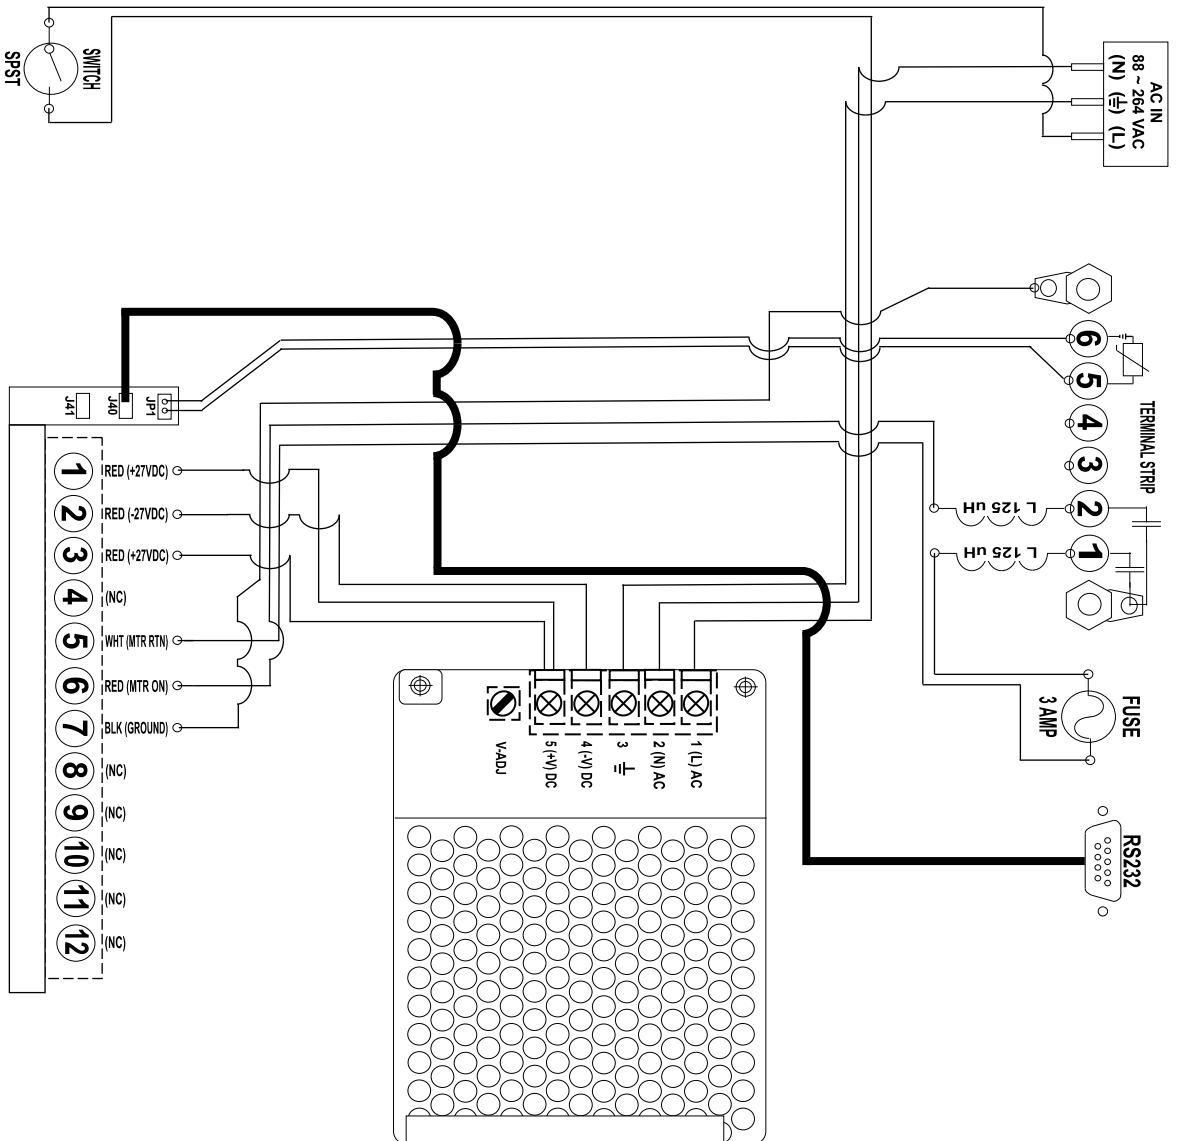 AC IN
88 ~ 264 VAC
(N) (L)
SWITCH
SPST
6
5
4
3
2
1
TERMINAL STRIP
L 125 uH
L 125 uH
J41
J40
JP1
1 RED (+27VDC)
2 RED (-27VDC)
3 RED (+27VDC)
4 (NC)
5 WHT (MTR RTN)
6 RED (MTR ON)
7 BLK (GROUND)
8 (NC)
9 (NC)
10 (NC)
11 (NC)
12 (NC)
V-ADJ
5 (+V) DC
4 (-V) DC
3
2 (N) AC
1 (L) AC
FUSE
3 AMP
RS232